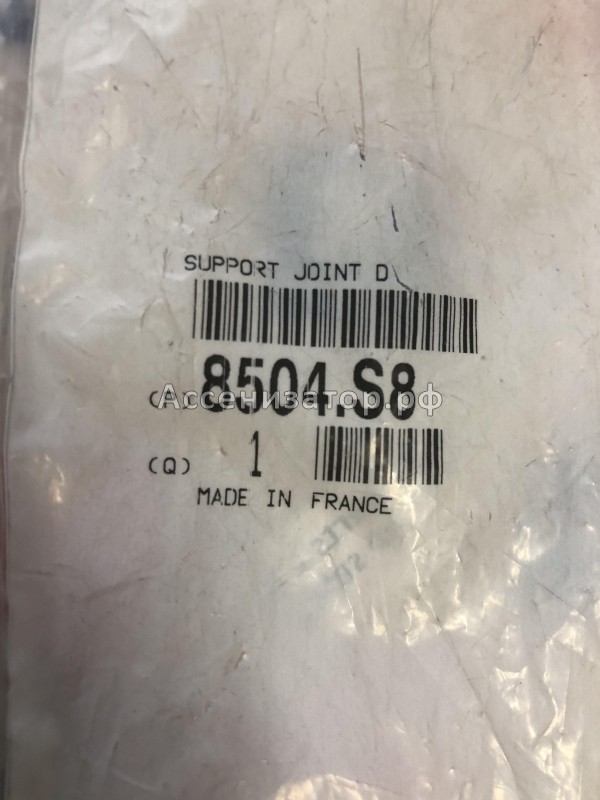 SUPPORT JOINT D
(A) 8504.S8
Ассенизатор.рф
(Q) 1
MADE IN FRANCE